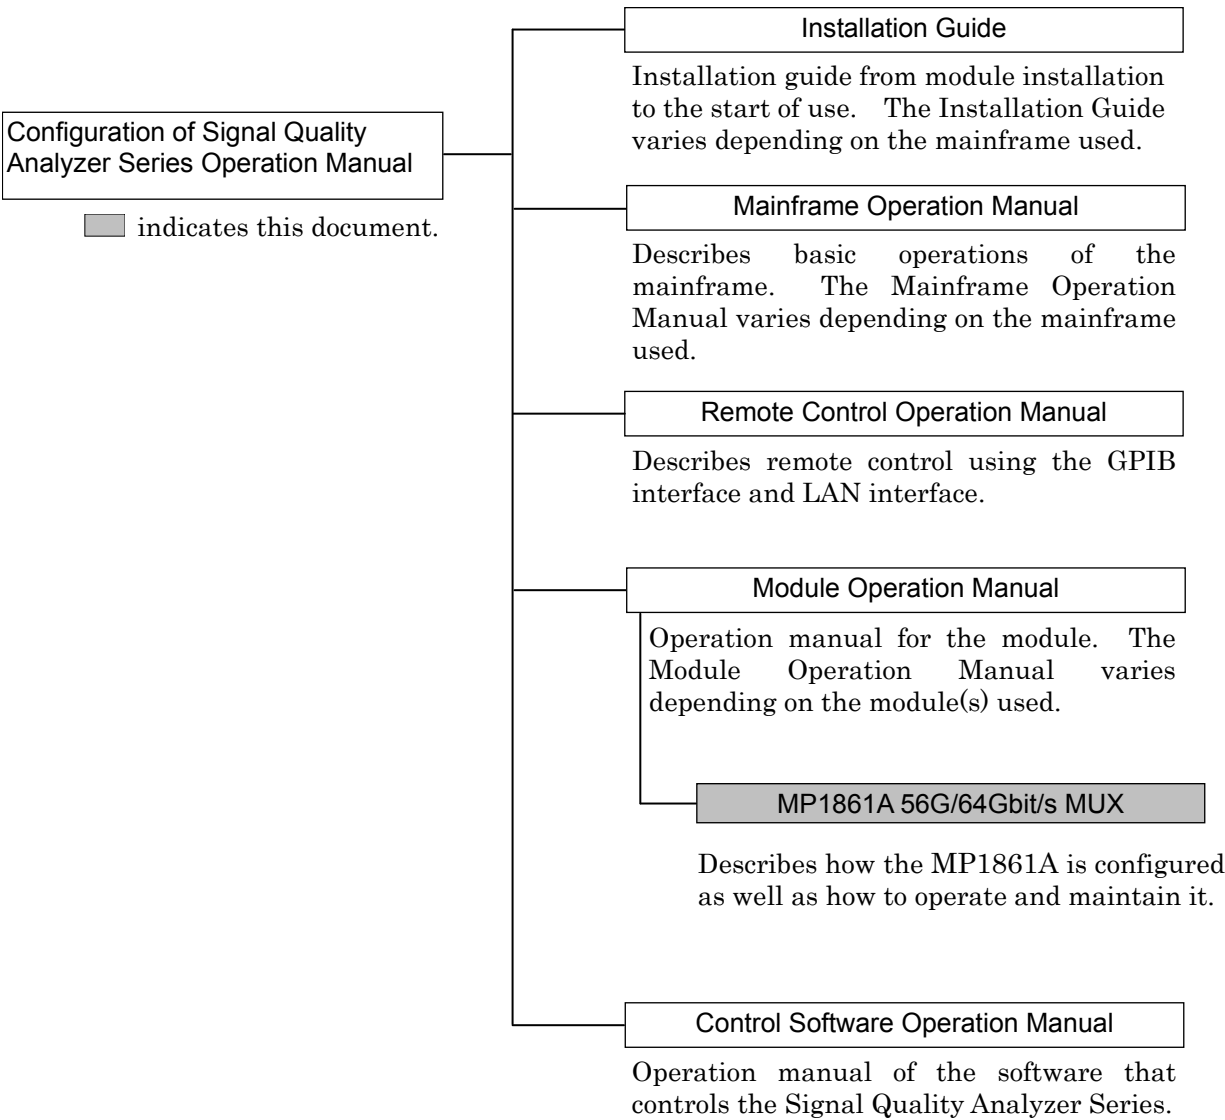 Configuration of Signal Quality
Analyzer Series Operation Manual
indicates this document.
Installation Guide
Installation guide from module installation
to the start of use. The Installation Guide
varies depending on the mainframe used.
Mainframe Operation Manual
Describes basic operations of the
mainframe. The Mainframe Operation
Manual varies depending on the mainframe
used.
Remote Control Operation Manual
Describes remote control using the GPIB
interface and LAN interface.
Module Operation Manual
Operation manual for the module. The
Module Operation Manual varies
depending on the module(s) used.
MP1861A 56G/64Gbit/s MUX
Describes how the MP1861A is configured
as well as how to operate and maintain it.
Control Software Operation Manual
Operation manual of the software that
controls the Signal Quality Analyzer Series.